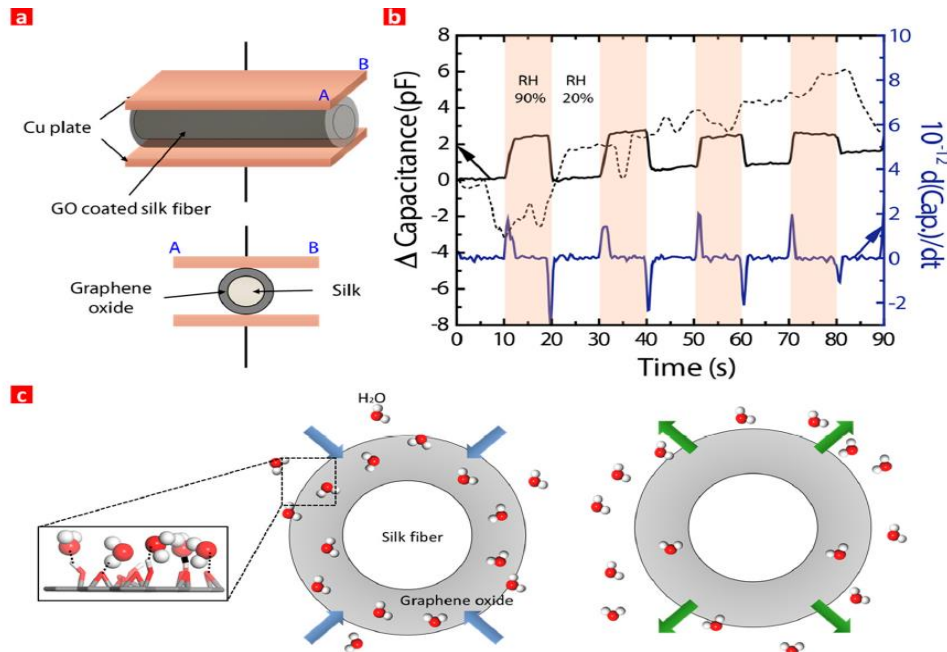 a
B
A
Cu plate
GO coated silk fiber
A
B
Graphene
oxide
Silk
b
Δ Capacitance(pF)
8
6
4
2
0
-2
-4
-6
-8
RH
90%
RH
20%
10
8
6
4
2
0
-2
10⁻¹² d(Cap.)/dt
0 10 20 30 40 50 60 70 80 90
Time (s)
c
H₂O
Silk fiber
Graphene oxide